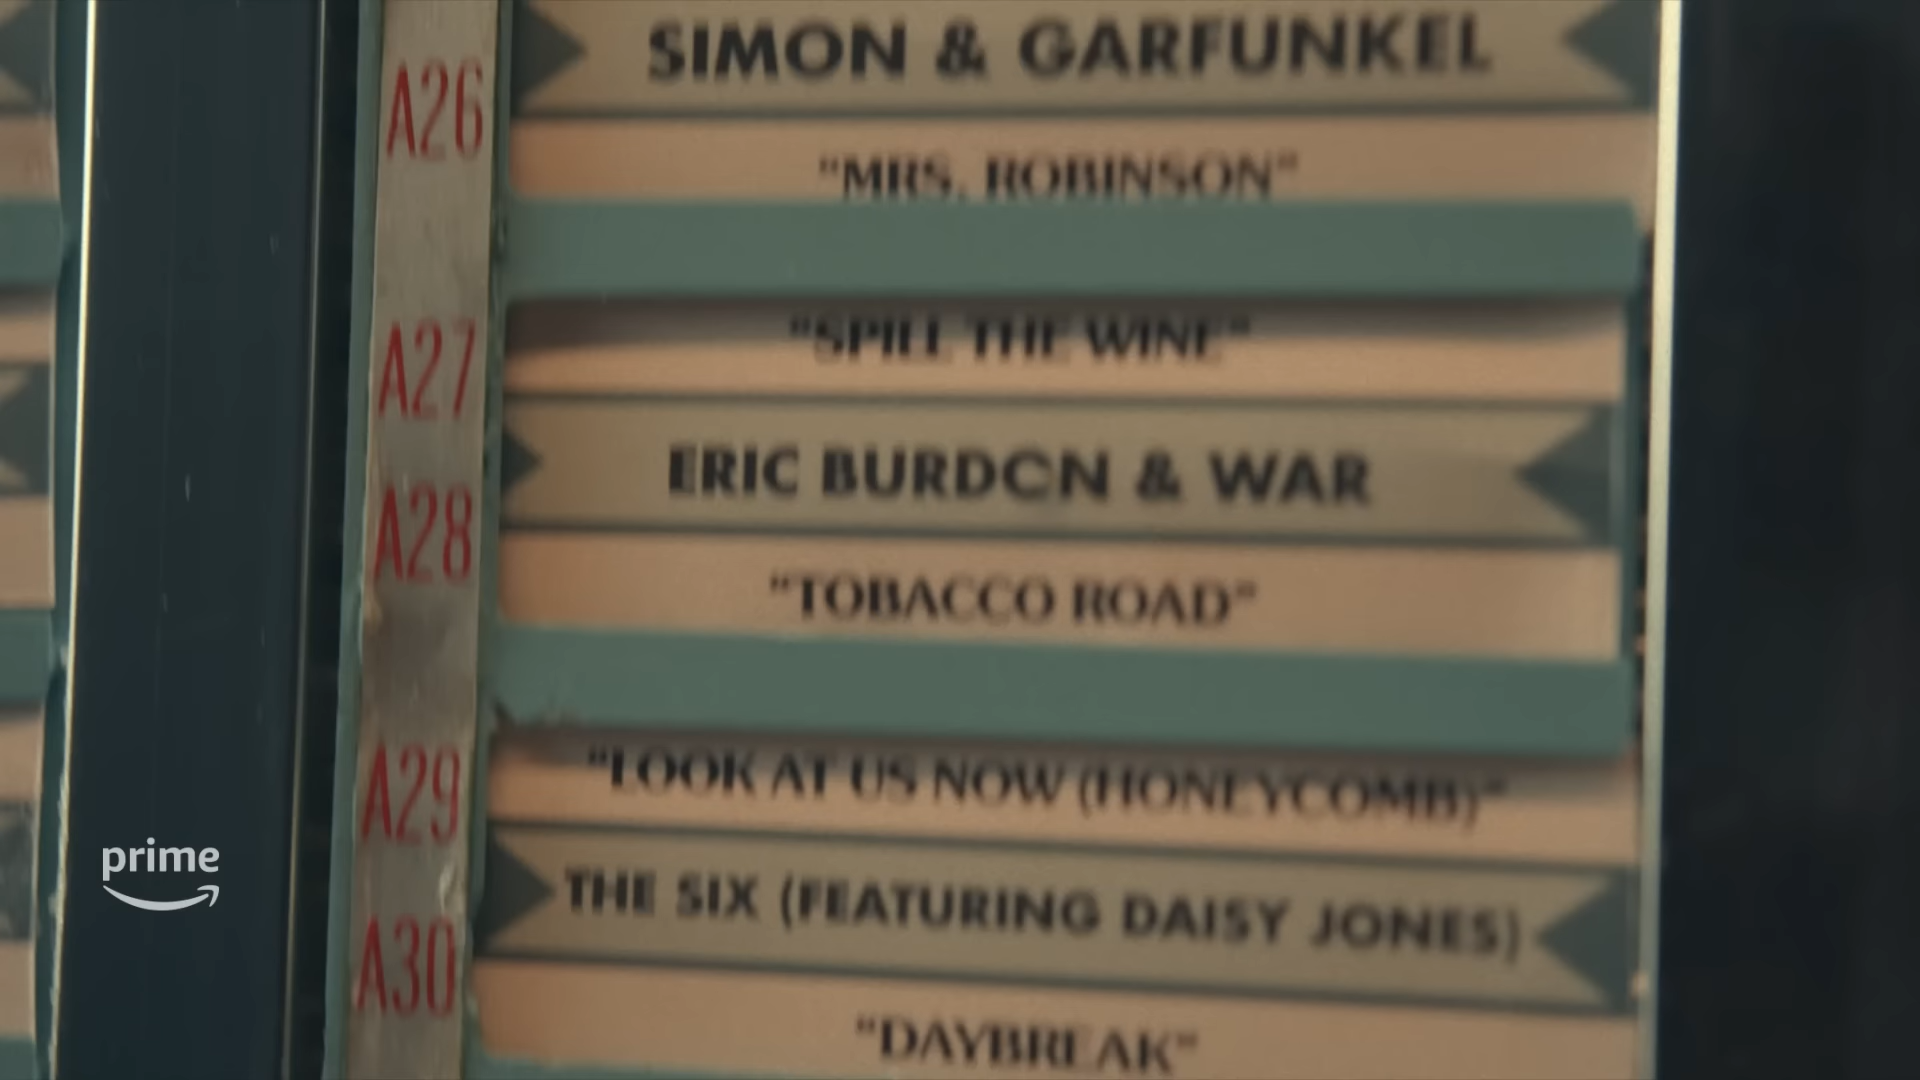 SIMON & GARFUNKEL
A26
"MRS. ROBINSON"
A27
"SPILL THE WINE"
ERIC BURDON & WAR
A28
"TOBACCO ROAD"
A29
"LOOK AT US NOW (HONEYCOMB)"
THE SIX (FEATURING DAISY JONES)
A30
"DAYBREAK"
prime